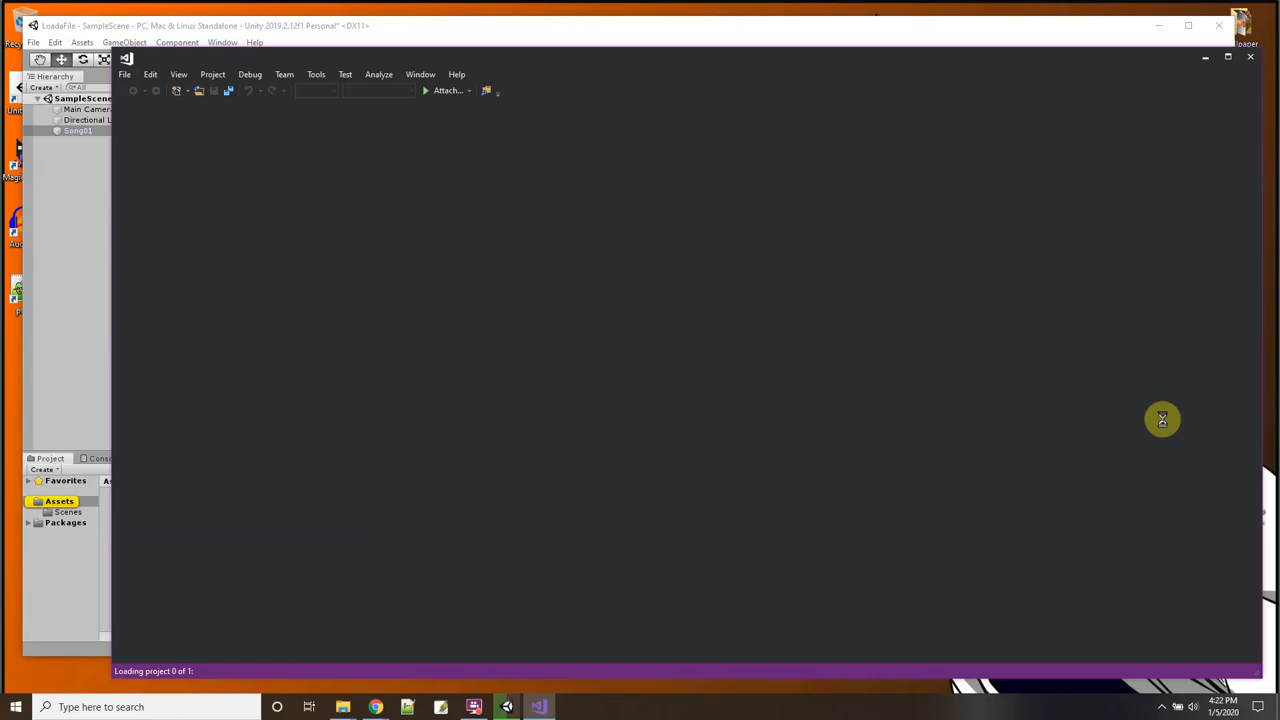 LoadaFile - SampleScene - PC, Mac & Linux Standalone - Unity 2019.2.12f1 Personal* <DX11>
File Edit Assets GameObject Component Window Help
File Edit View Project Debug Team Tools Test Analyze Window Help
Attach...
Hierarchy
Create All
SampleScene
Main Camera
Directional L
Song01
Project Conso
Create
Favorites
As
Assets
Scenes
Packages
Loading project 0 of 1:
Type here to search
4:22 PM
1/5/2020